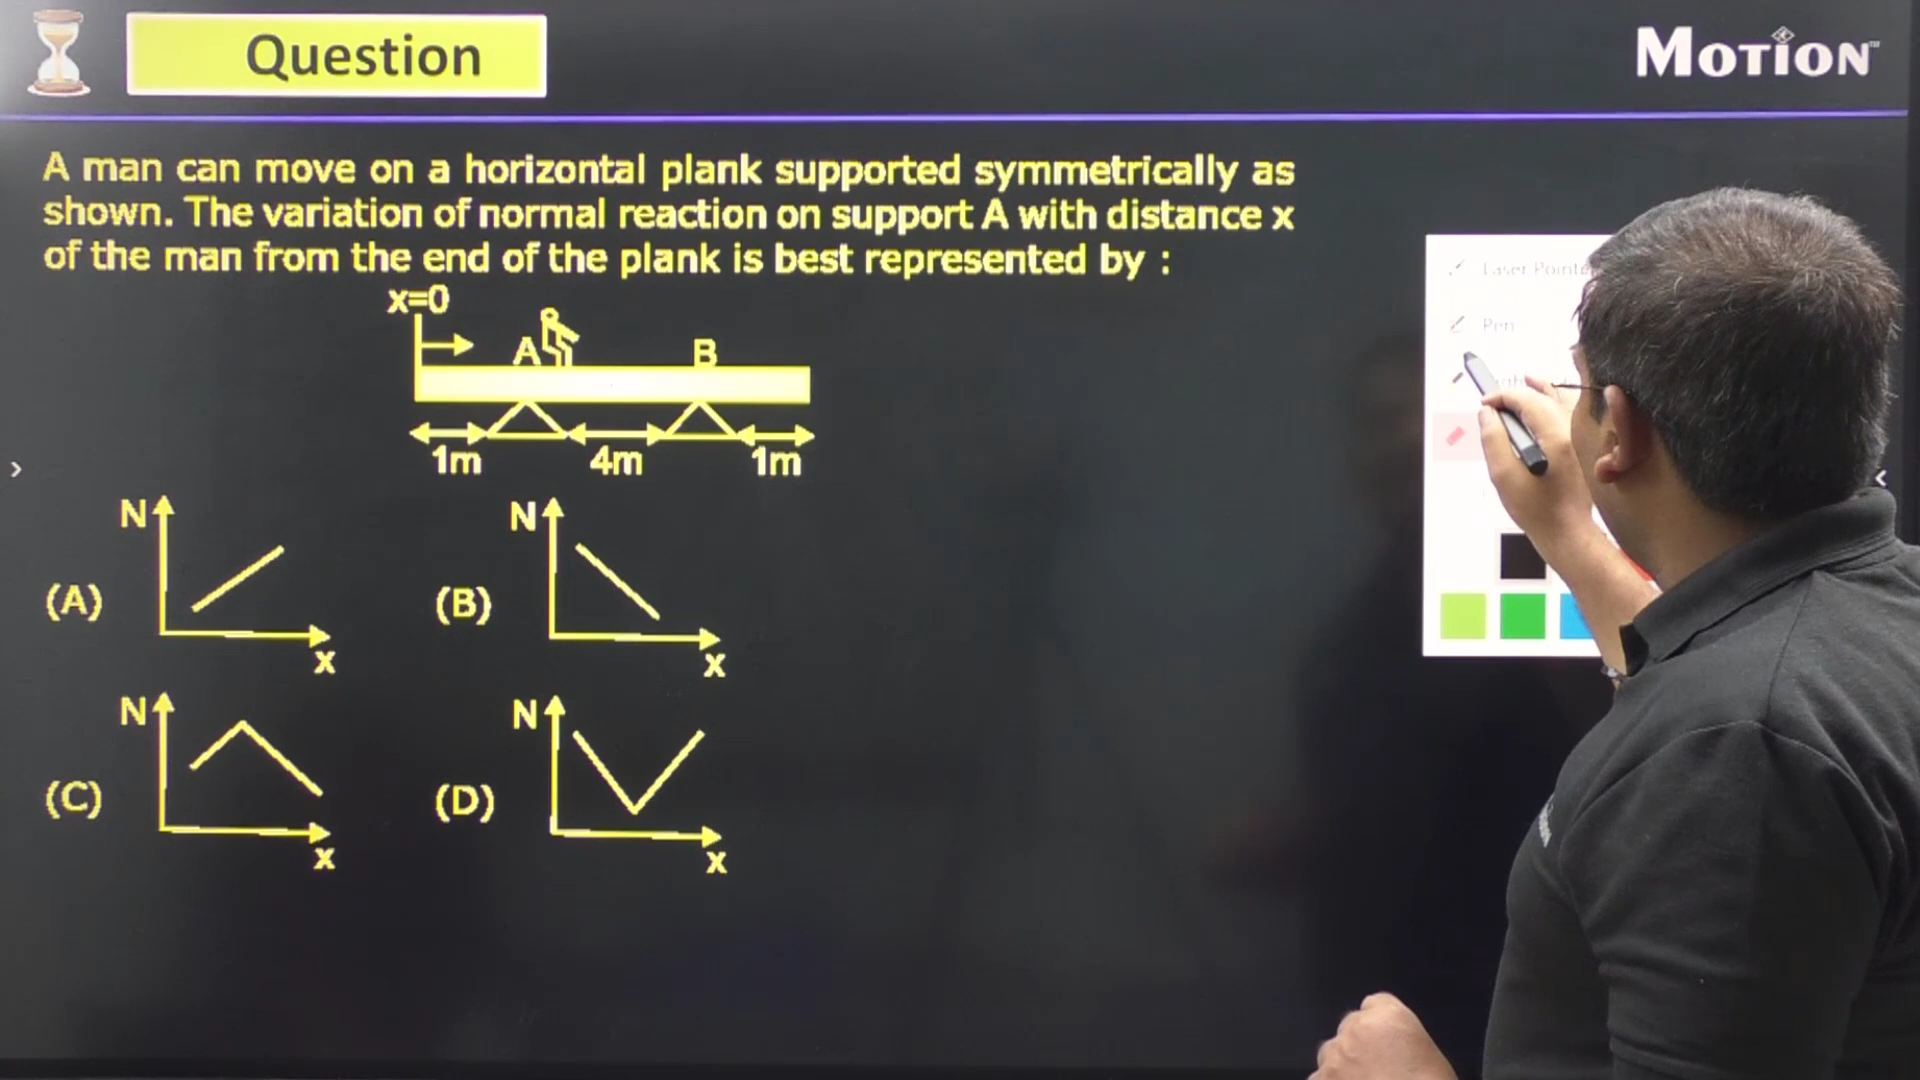 Question
MOTION™
A man can move on a horizontal plank supported symmetrically as
shown. The variation of normal reaction on support A with distance x
of the man from the end of the plank is best represented by :
x=0
A
B
1m
4m
1m
N
x
(A)
N
x
(B)
N
x
(C)
N
x
(D)
Laser Pointe
Pen